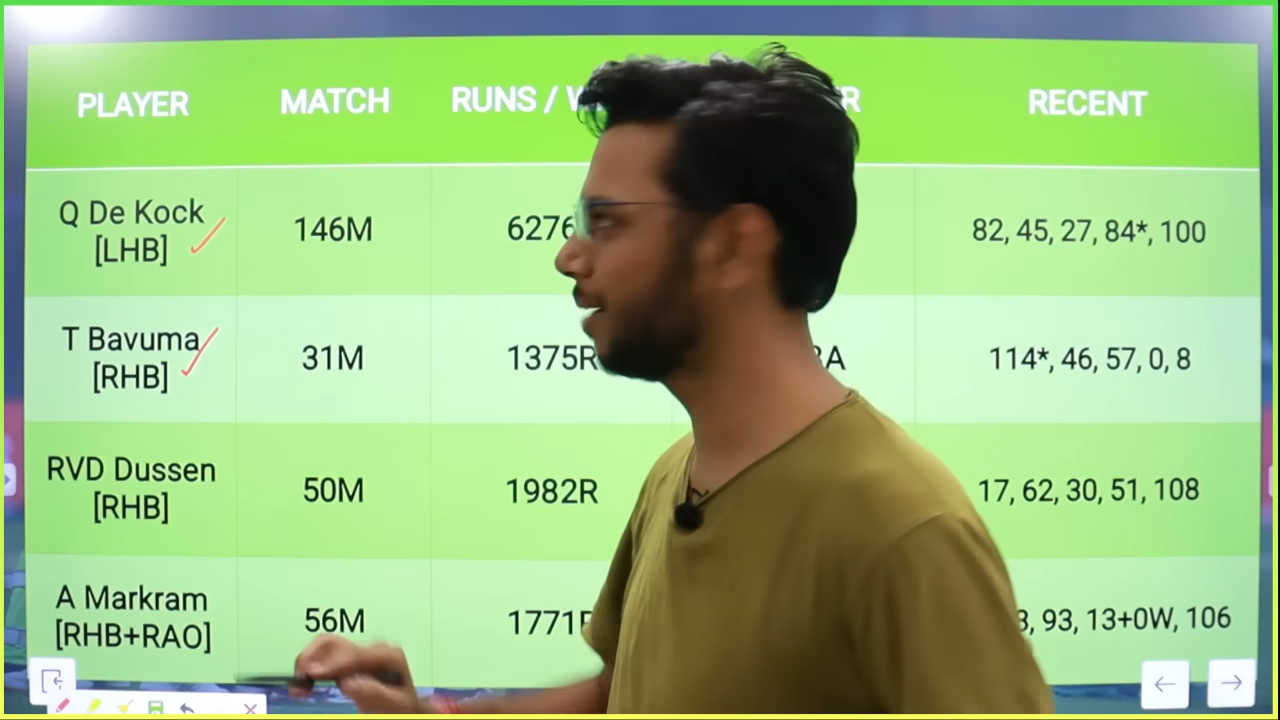 PLAYER MATCH RUNS / RECENT
Q De Kock
[LHB] 146M 6276 82, 45, 27, 84*, 100
T Bavuma
[RHB] 31M 1375R 114*, 46, 57, 0, 8
RVD Dussen
[RHB] 50M 1982R 17, 62, 30, 51, 108
A Markram
[RHB+RAO] 56M 1771 93, 13+0W, 106